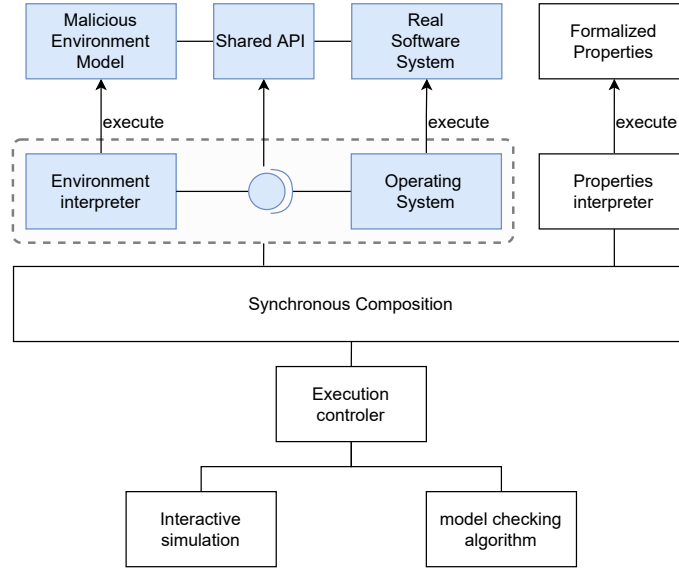 Malicious
Environment
Model
Shared API
Real
Software
System
Formalized
Properties
execute
execute
execute
Environment
interpreter
Operating
System
Properties
interpreter
Synchronous Composition
Execution
controler
Interactive
simulation
model checking
algorithm